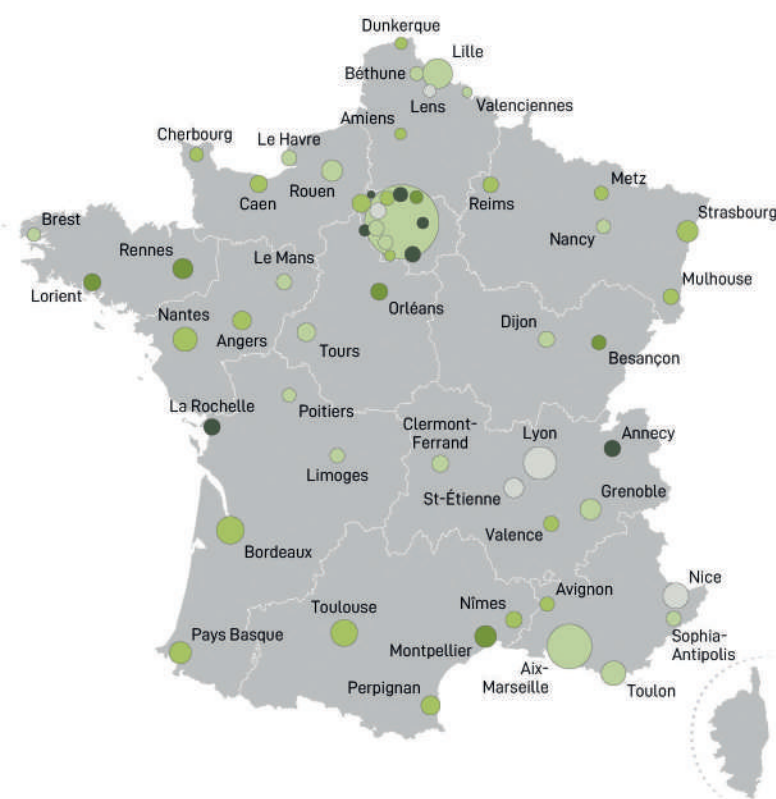 Dunkerque
Lille
Béthune
Lens
Valenciennes
Amiens
Cherbourg
Le Havre
Rouen
Caen
Reims
Metz
Strasbourg
Nancy
Brest
Rennes
Le Mans
Lorient
Mulhouse
Orléans
Nantes
Angers
Tours
Dijon
Besançon
La Rochelle
Poitiers
Clermont-
Ferrand
Lyon
Annecy
Limoges
St-Étienne
Grenoble
Valence
Bordeaux
Nice
Avignon
Nîmes
Toulouse
Pays Basque
Montpellier
Sophia-
Antipolis
Aix-
Marseille
Toulon
Perpignan